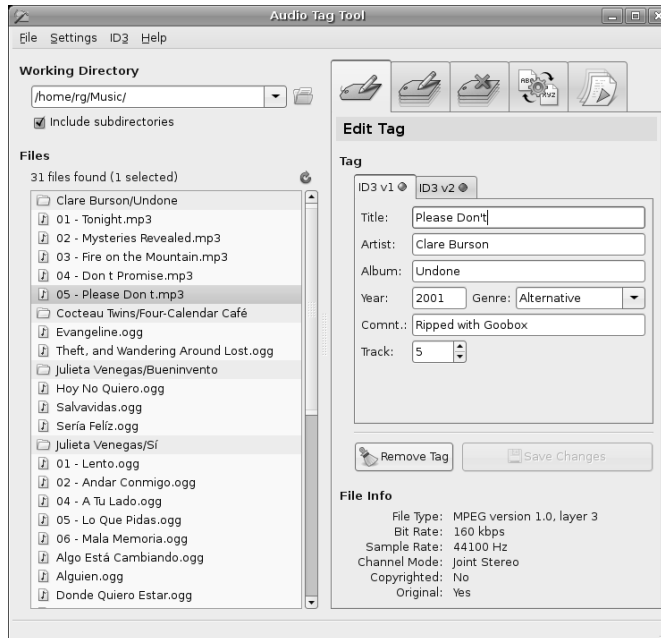 Audio Tag Tool
File Settings ID3 Help
Working Directory
/home/rg/Music/
Include subdirectories
Files
31 files found (1 selected)
Clare Burson/Undone
01 - Tonight.mp3
02 - Mysteries Revealed.mp3
03 - Fire on the Mountain.mp3
04 - Don t Promise.mp3
05 - Please Don t.mp3
Cocteau Twins/Four-Calendar Café
Evangeline.ogg
Theft, and Wandering Around Lost.ogg
Julieta Venegas/Bueninvento
Hoy No Quiero.ogg
Salvavidas.ogg
Sería Felíz.ogg
Julieta Venegas/Sí
01 - Lento.ogg
02 - Andar Conmigo.ogg
04 - A Tu Lado.ogg
05 - Lo Que Pidas.ogg
06 - Mala Memoria.ogg
Algo Está Cambiando.ogg
Alguien.ogg
Donde Quiero Estar.ogg
ABC
XYZ
Edit Tag
Tag
ID3 v1 ID3 v2
Title: Please Don't
Artist: Clare Burson
Album: Undone
Year: 2001 Genre: Alternative
Comnt.: Ripped with Goobox
Track: 5
Remove Tag Save Changes
File Info
File Type: MPEG version 1.0, layer 3
Bit Rate: 160 kbps
Sample Rate: 44100 Hz
Channel Mode: Joint Stereo
Copyrighted: No
Original: Yes